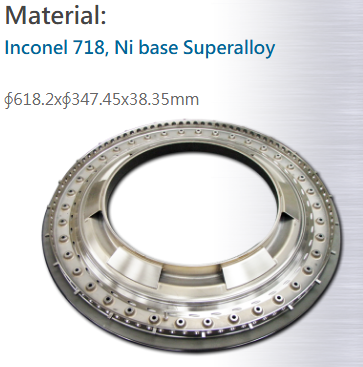 Material:
Inconel 718, Ni base Superalloy
ϕ618.2xϕ347.45x38.35mm